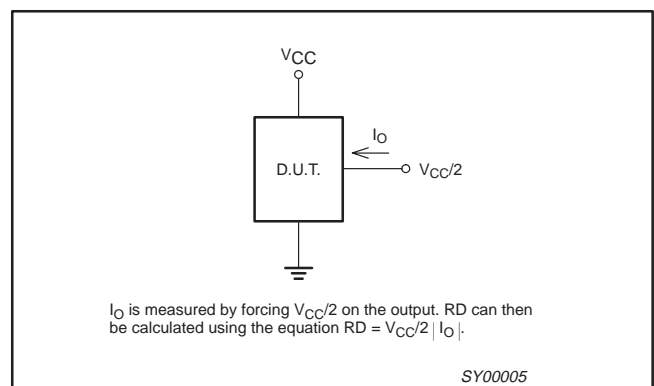 VCC
IO
D.U.T.
VCC/2
IO is measured by forcing VCC/2 on the output. RD can then
be calculated using the equation RD = VCC/2 | IO |.
SY00005